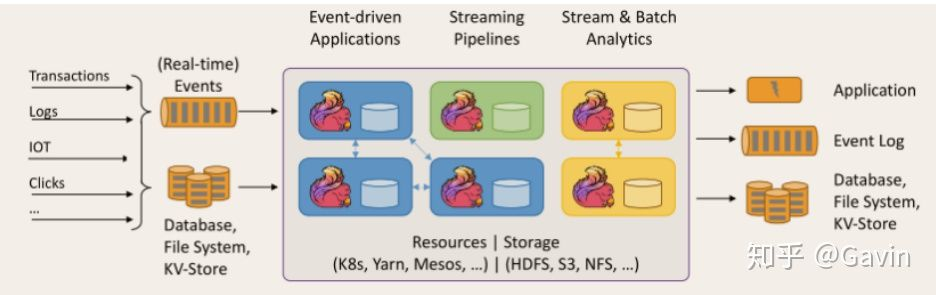 Event-driven
Applications
Streaming
Pipelines
Stream & Batch
Analytics
Transactions
Logs
IOT
Clicks
...
(Real-time)
Events
Database,
File System,
KV-Store
Resources | Storage
(K8s, Yarn, Mesos, ...) | (HDFS, S3, NFS, ...)
Application
Event Log
Database,
File System,
KV-Store
知乎 @Gavin